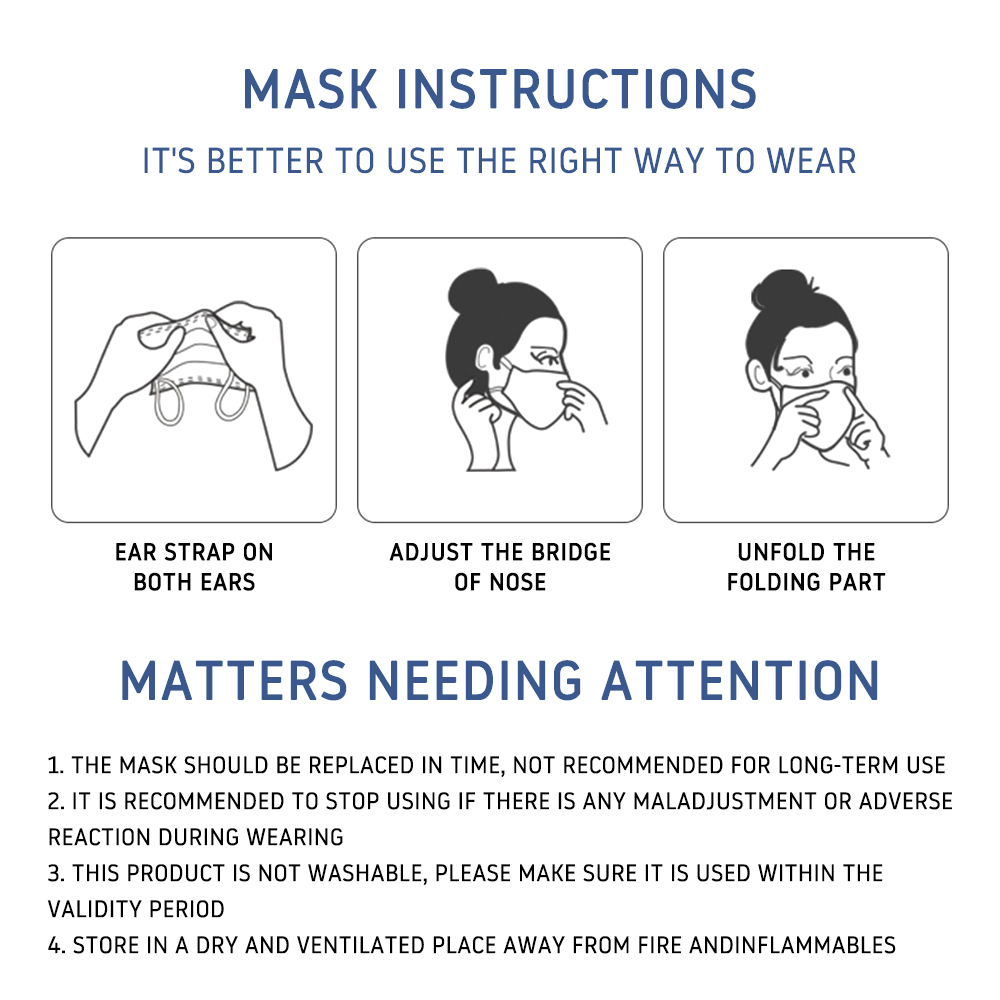 MASK INSTRUCTIONS
IT'S BETTER TO USE THE RIGHT WAY TO WEAR
EAR STRAP ON
BOTH EARS
ADJUST THE BRIDGE
OF NOSE
UNFOLD THE
FOLDING PART
MATTERS NEEDING ATTENTION
1. THE MASK SHOULD BE REPLACED IN TIME, NOT RECOMMENDED FOR LONG-TERM USE
2. IT IS RECOMMENDED TO STOP USING IF THERE IS ANY MALADJUSTMENT OR ADVERSE
REACTION DURING WEARING
3. THIS PRODUCT IS NOT WASHABLE, PLEASE MAKE SURE IT IS USED WITHIN THE
VALIDITY PERIOD
4. STORE IN A DRY AND VENTILATED PLACE AWAY FROM FIRE ANDINFLAMMABLES